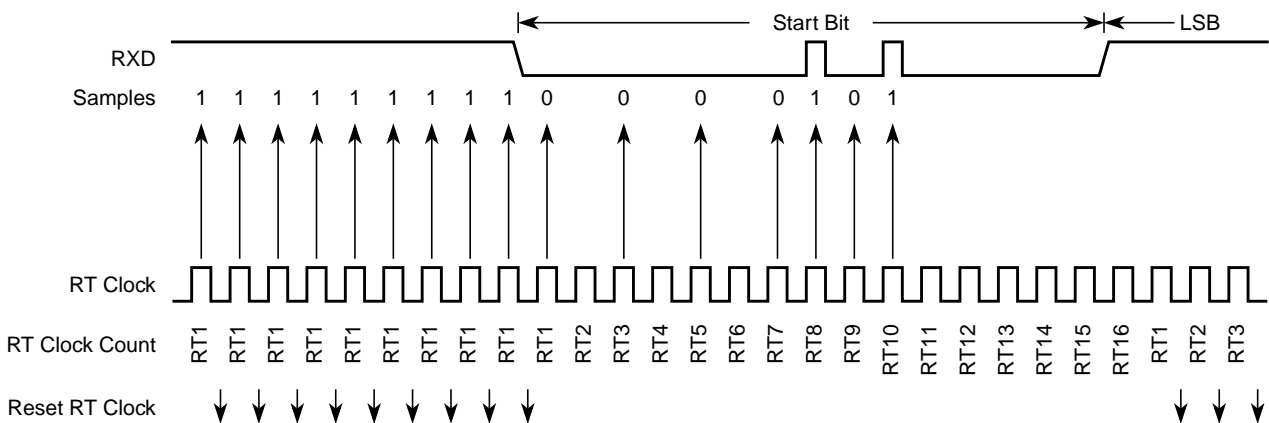 Start Bit LSB
RXD
Samples 1 1 1 1 1 1 1 1 1 0 0 0 0 1 0 1
RT Clock
RT Clock Count RT1 RT1 RT1 RT1 RT1 RT1 RT1 RT1 RT1 RT1 RT2 RT3 RT4 RT5 RT6 RT7 RT8 RT9 RT10 RT11 RT12 RT13 RT14 RT15 RT16 RT1 RT2 RT3
Reset RT Clock